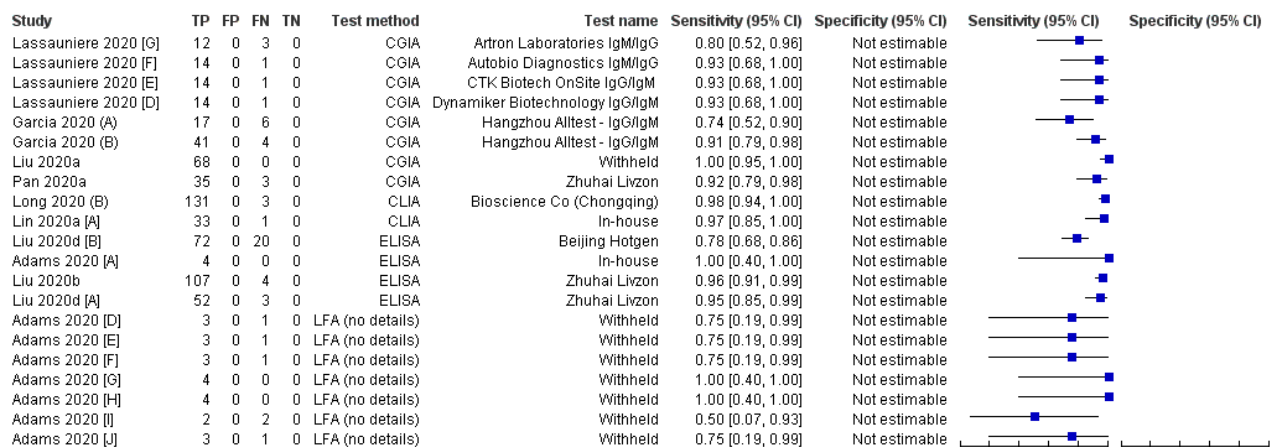 Study TP FP FN TN Test method Test name Sensitivity (95% CI) Specificity (95% CI) Sensitivity (95% CI) Specificity (95% CI)
Lassauniere 2020 [G] 12 0 3 0 CGIA Artron Laboratories IgM/IgG 0.80 [0.52, 0.96] Not estimable
Lassauniere 2020 [F] 14 0 1 0 CGIA Autobio Diagnostics IgM/IgG 0.93 [0.68, 1.00] Not estimable
Lassauniere 2020 [E] 14 0 1 0 CGIA CTK Biotech OnSite IgG/IgM 0.93 [0.68, 1.00] Not estimable
Lassauniere 2020 [D] 14 0 1 0 CGIA Dynamiker Biotechnology IgG/IgM 0.93 [0.68, 1.00] Not estimable
Garcia 2020 (A) 17 0 6 0 CGIA Hangzhou Alltest - IgG/IgM 0.74 [0.52, 0.90] Not estimable
Garcia 2020 (B) 41 0 4 0 CGIA Hangzhou Alltest - IgG/IgM 0.91 [0.79, 0.98] Not estimable
Liu 2020a 68 0 0 0 CGIA Withheld 1.00 [0.95, 1.00] Not estimable
Pan 2020a 35 0 3 0 CGIA Zhuhai Livzon 0.92 [0.79, 0.98] Not estimable
Long 2020 (B) 131 0 3 0 CLIA Bioscience Co (Chongqing) 0.98 [0.94, 1.00] Not estimable
Lin 2020a [A] 33 0 1 0 CLIA In-house 0.97 [0.85, 1.00] Not estimable
Liu 2020d [B] 72 0 20 0 ELISA Beijing Hotgen 0.78 [0.68, 0.86] Not estimable
Adams 2020 [A] 4 0 0 0 ELISA In-house 1.00 [0.40, 1.00] Not estimable
Liu 2020b 107 0 4 0 ELISA Zhuhai Livzon 0.96 [0.91, 0.99] Not estimable
Liu 2020d [A] 52 0 3 0 ELISA Zhuhai Livzon 0.95 [0.85, 0.99] Not estimable
Adams 2020 [D] 3 0 1 0 LFA (no details) Withheld 0.75 [0.19, 0.99] Not estimable
Adams 2020 [E] 3 0 1 0 LFA (no details) Withheld 0.75 [0.19, 0.99] Not estimable
Adams 2020 [F] 3 0 1 0 LFA (no details) Withheld 0.75 [0.19, 0.99] Not estimable
Adams 2020 [G] 4 0 0 0 LFA (no details) Withheld 1.00 [0.40, 1.00] Not estimable
Adams 2020 [H] 4 0 0 0 LFA (no details) Withheld 1.00 [0.40, 1.00] Not estimable
Adams 2020 [I] 2 0 2 0 LFA (no details) Withheld 0.50 [0.07, 0.93] Not estimable
Adams 2020 [J] 3 0 1 0 LFA (no details) Withheld 0.75 [0.19, 0.99] Not estimable